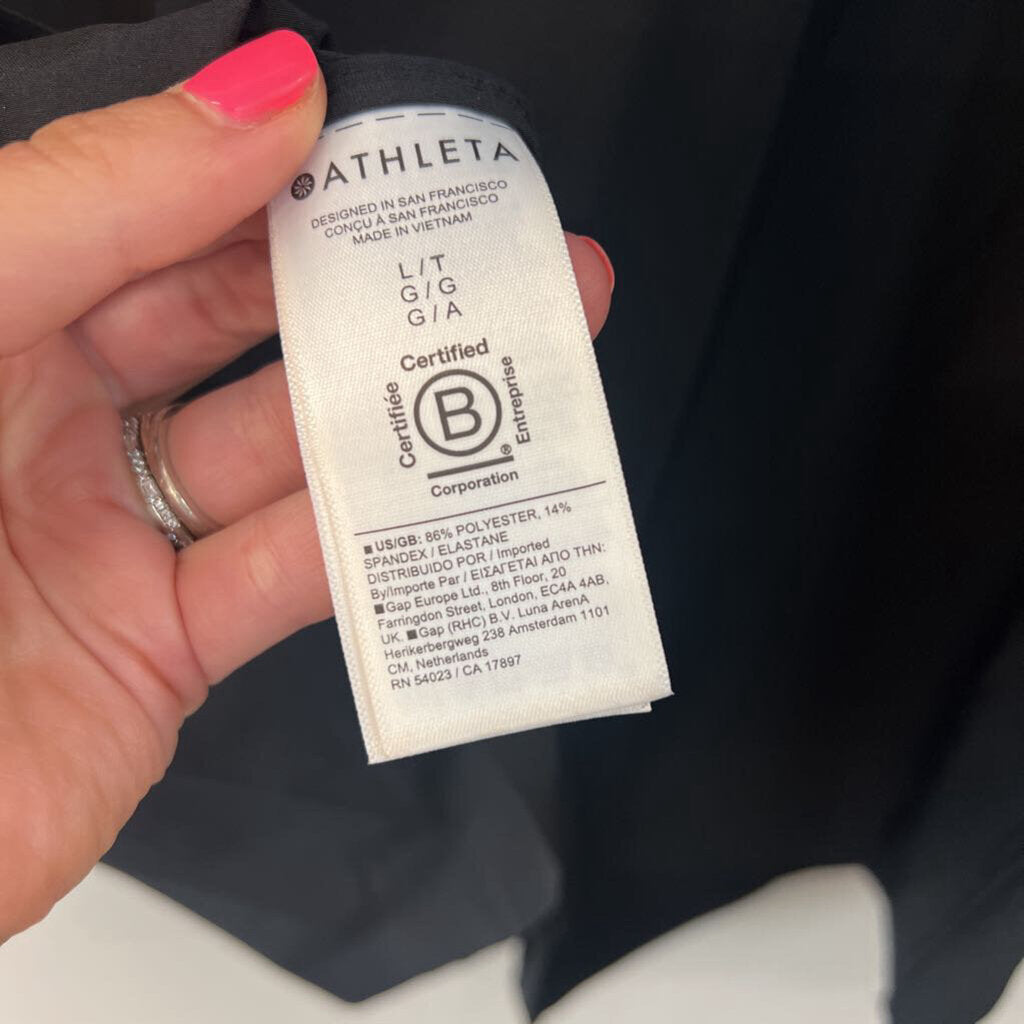 ATHLETA
DESIGNED IN SAN FRANCISCO
CONÇU À SAN FRANCISCO
MADE IN VIETNAM
L / T
G / G
G / A
Certified
Certifiée
B
Entreprise
®
Corporation
■ US/GB: 86% POLYESTER, 14%
SPANDEX / ELASTANE
DISTRIBUIDO POR / Imported
By/Importe Par / ΕΙΣΑΓΕΤΑΙ ΑΠΟ ΤΗΝ:
■Gap Europe Ltd., 8th Floor, 20
Farringdon Street, London, EC4A 4AB,
UK. ■Gap (RHC) B.V. Luna ArenA
Herikerbergweg 238 Amsterdam 1101
CM, Netherlands
RN 54023 / CA 17897